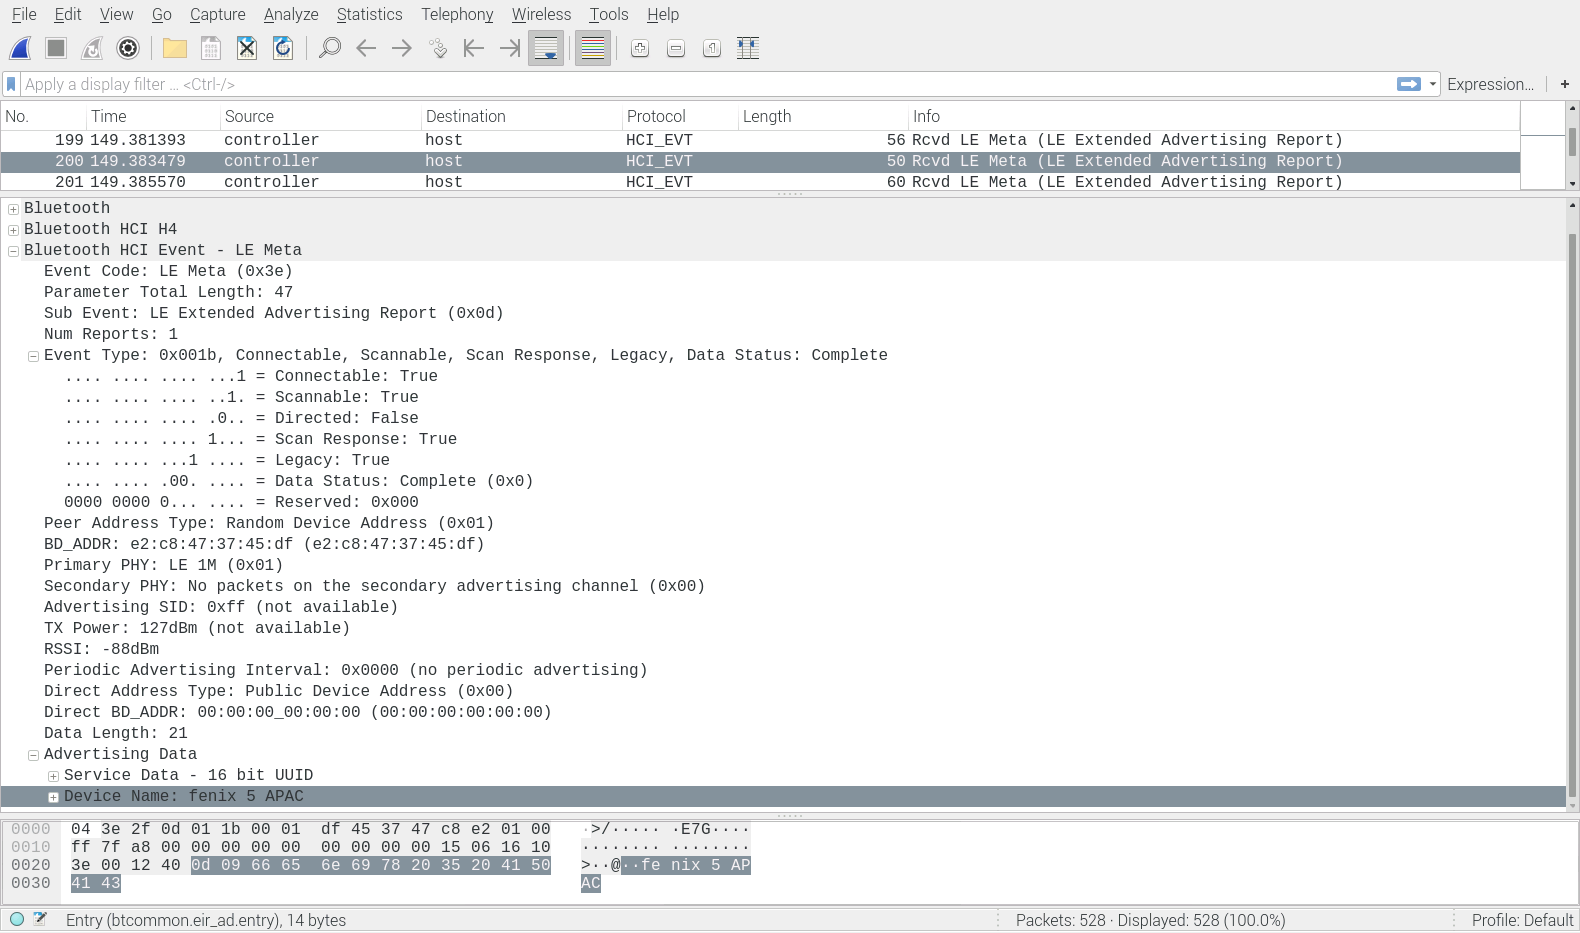 File Edit View Go Capture Analyze Statistics Telephony Wireless Tools Help
Apply a display filter ... <Ctrl-/> Expression... +
No. Time Source Destination Protocol Length Info
199 149.381393 controller host HCI_EVT 56 Rcvd LE Meta (LE Extended Advertising Report)
200 149.383479 controller host HCI_EVT 50 Rcvd LE Meta (LE Extended Advertising Report)
201 149.385570 controller host HCI_EVT 60 Rcvd LE Meta (LE Extended Advertising Report)
Bluetooth
Bluetooth HCI H4
Bluetooth HCI Event - LE Meta
Event Code: LE Meta (0x3e)
Parameter Total Length: 47
Sub Event: LE Extended Advertising Report (0x0d)
Num Reports: 1
Event Type: 0x001b, Connectable, Scannable, Scan Response, Legacy, Data Status: Complete
.... .... .... ...1 = Connectable: True
.... .... .... ..1. = Scannable: True
.... .... .... .0.. = Directed: False
.... .... .... 1... = Scan Response: True
.... .... ...1 .... = Legacy: True
.... .... .00. .... = Data Status: Complete (0x0)
0000 0000 0... .... = Reserved: 0x000
Peer Address Type: Random Device Address (0x01)
BD_ADDR: e2:c8:47:37:45:df (e2:c8:47:37:45:df)
Primary PHY: LE 1M (0x01)
Secondary PHY: No packets on the secondary advertising channel (0x00)
Advertising SID: 0xff (not available)
TX Power: 127dBm (not available)
RSSI: -88dBm
Periodic Advertising Interval: 0x0000 (no periodic advertising)
Direct Address Type: Public Device Address (0x00)
Direct BD_ADDR: 00:00:00_00:00:00 (00:00:00:00:00:00)
Data Length: 21
Advertising Data
Service Data - 16 bit UUID
Device Name: fenix 5 APAC
0000 04 3e 2f 0d 01 1b 00 01 df 45 37 47 c8 e2 01 00 ·>/····· ·E7G····
0010 ff 7f a8 00 00 00 00 00 00 00 00 00 15 06 16 10 ········ ········
0020 3e 00 12 40 0d 09 66 65 6e 69 78 20 35 20 41 50 >··@··fe nix 5 AP
0030 41 43 AC
Entry (btcommon.eir_ad.entry), 14 bytes Packets: 528 · Displayed: 528 (100.0%) Profile: Default